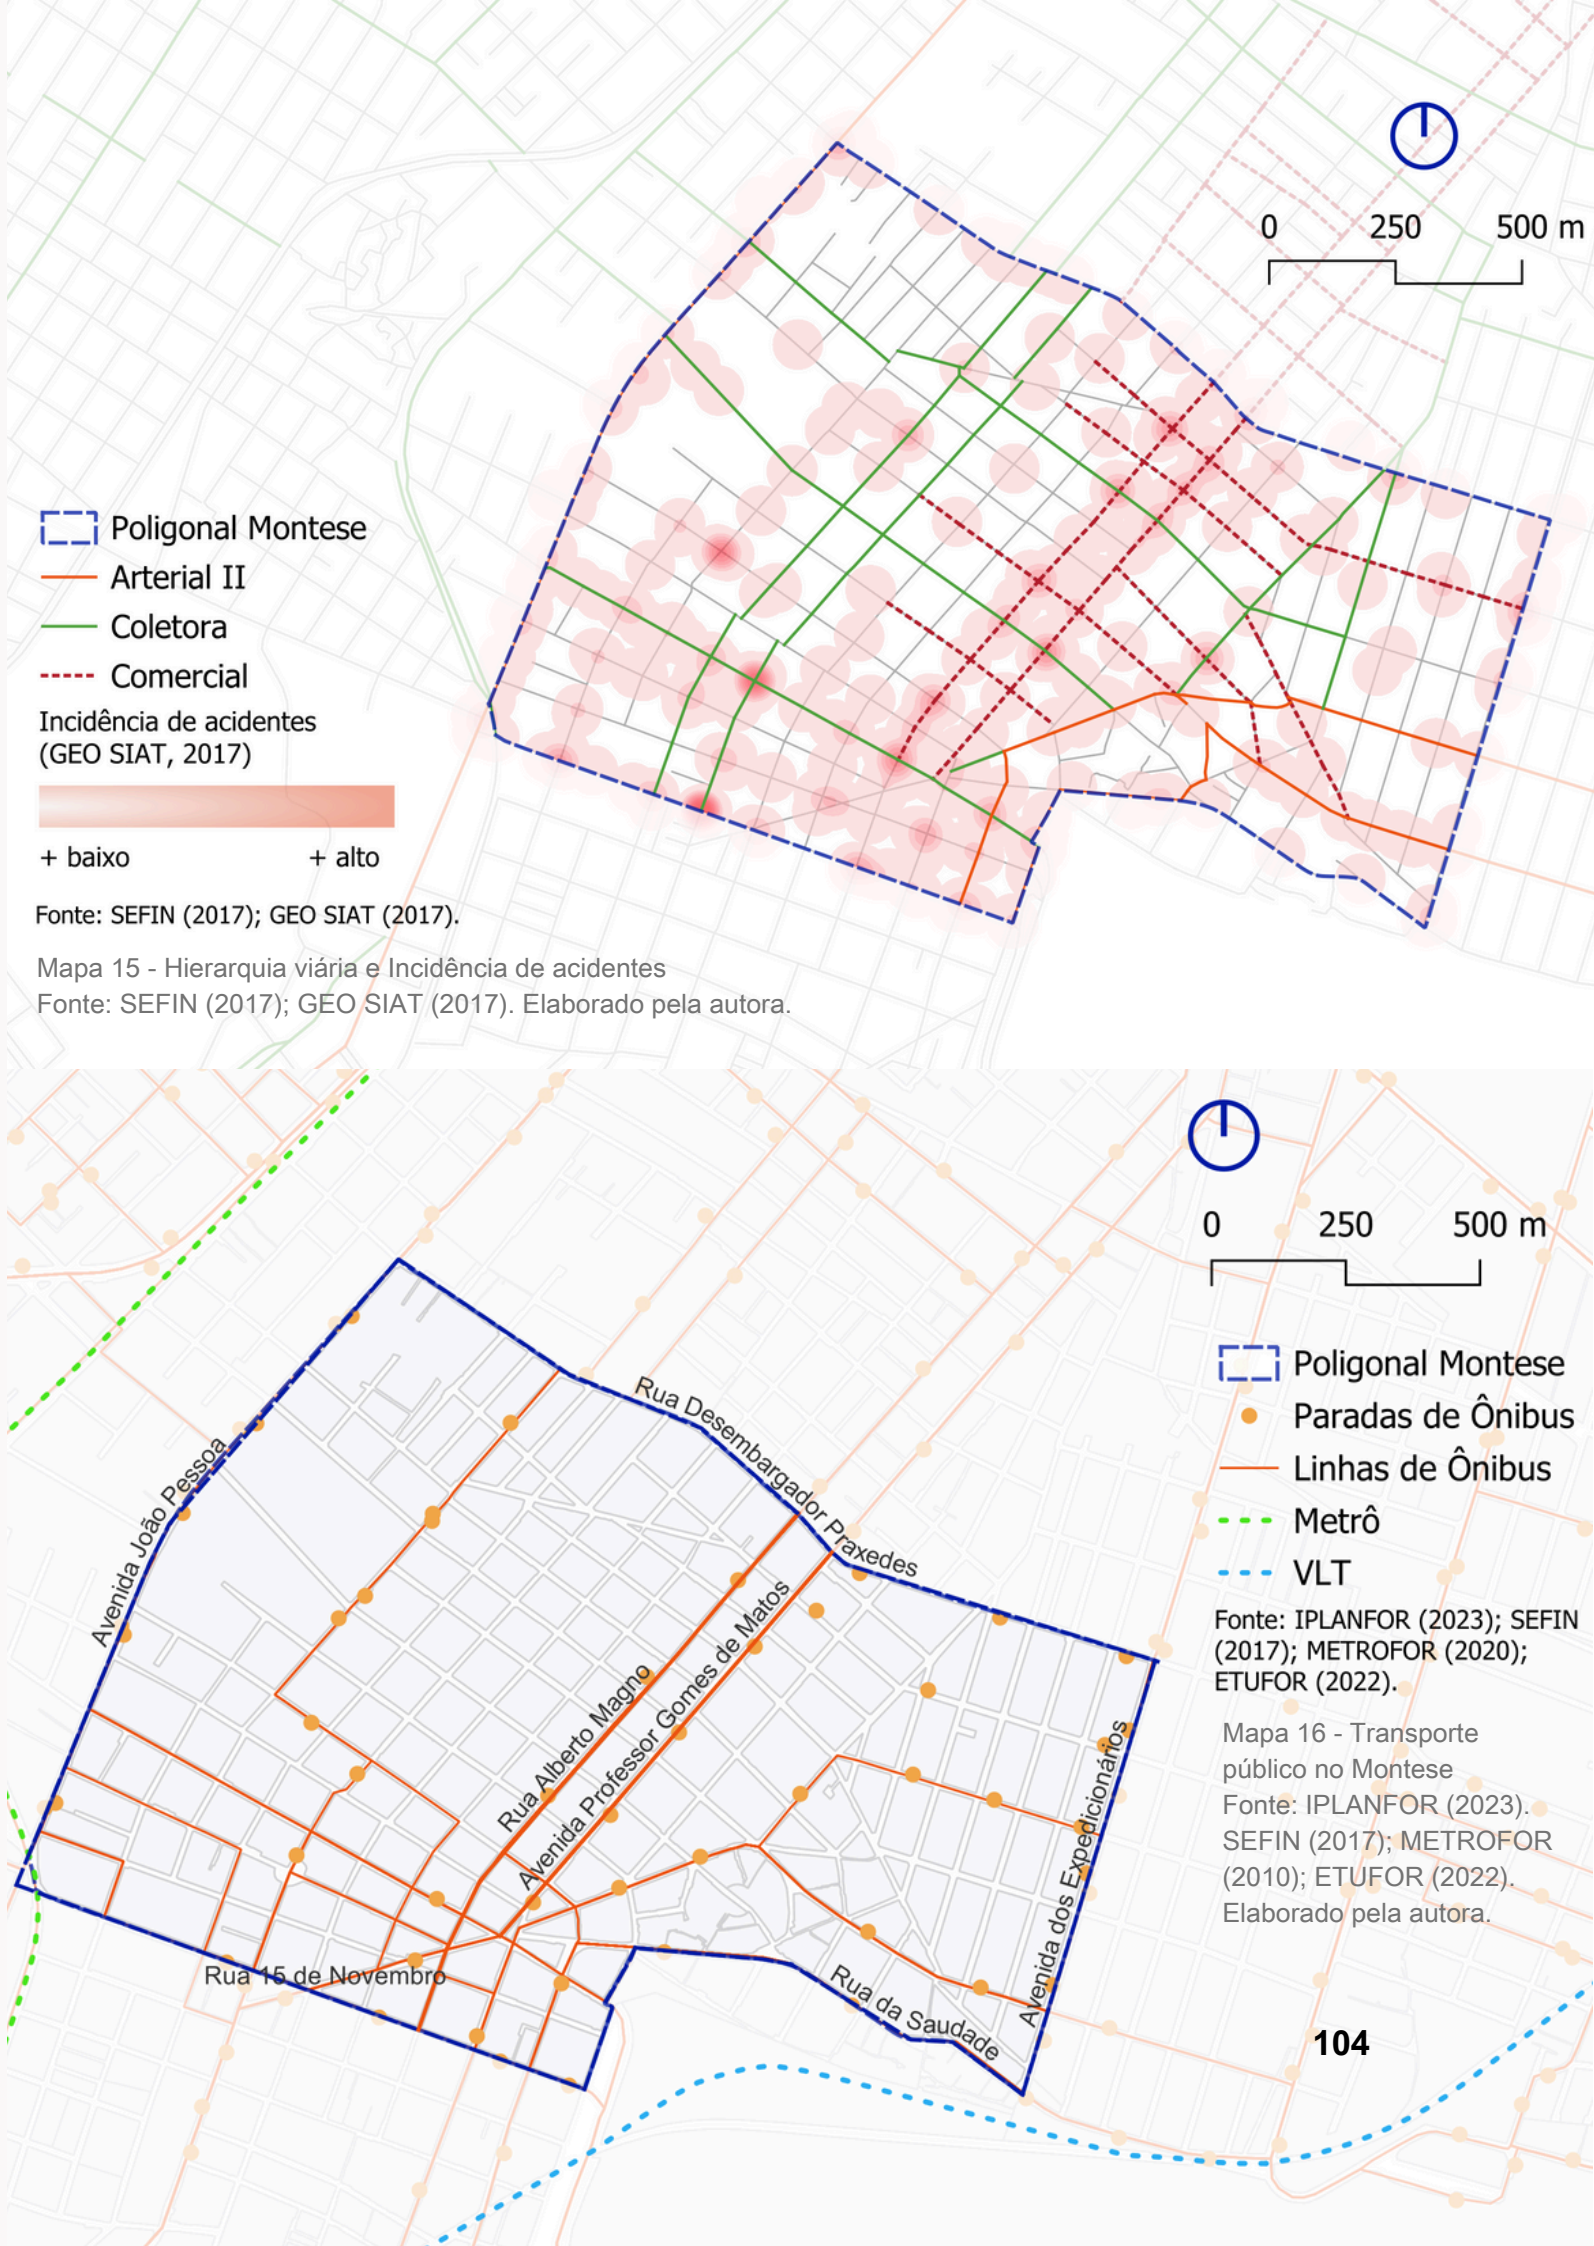 0 250 500 m
Poligonal Montese
Arterial II
Coletora
Comercial
Incidência de acidentes
(GEO SIAT, 2017)
+ baixo + alto
Fonte: SEFIN (2017); GEO SIAT (2017).
Mapa 15 - Hierarquia viária e Incidência de acidentes
Fonte: SEFIN (2017); GEO SIAT (2017). Elaborado pela autora.
0 250 500 m
Poligonal Montese
Paradas de Ônibus
Linhas de Ônibus
Metrô
VLT
Fonte: IPLANFOR (2023); SEFIN
(2017); METROFOR (2020);
ETUFOR (2022).
Mapa 16 - Transporte
público no Montese
Fonte: IPLANFOR (2023).
SEFIN (2017); METROFOR
(2010); ETUFOR (2022).
Elaborado pela autora.
Rua Desembargador Praxedes
Avenida João Pessoa
Rua Alberto Magno
Avenida Professor Gomes de Matos
Avenida dos Expedicionários
Rua 15 de Novembro
Rua da Saudade
104